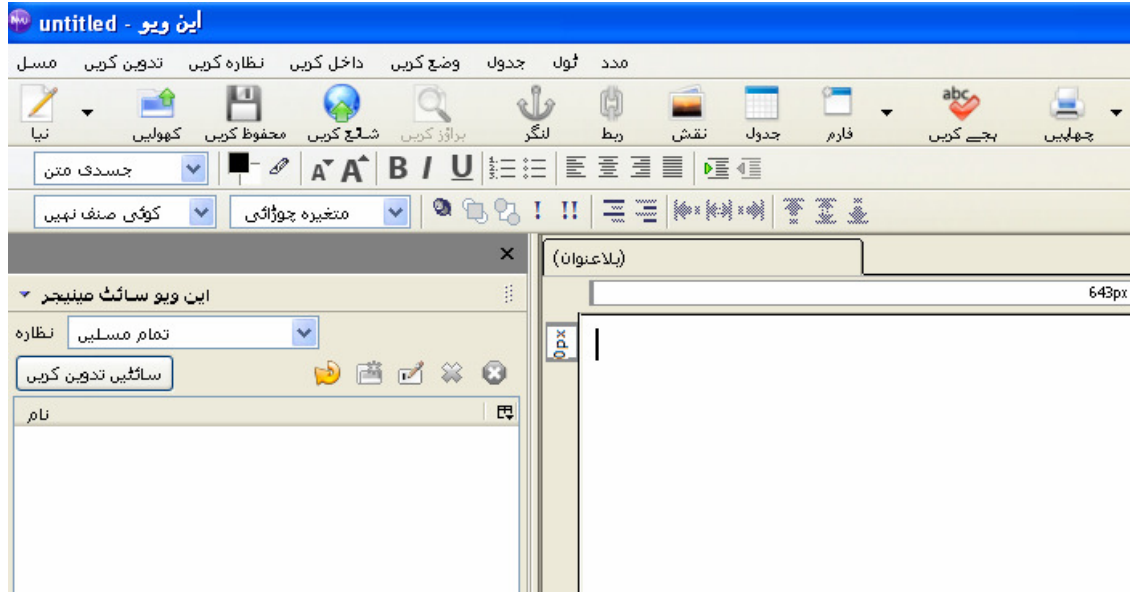 untitled - این ویو
مسل تدوین کریں نظارہ کریں داخل کریں وضع کریں جدول ٹول مدد
نیا کھولیں محفوظ کریں شائع کریں براؤز کریں لنگر ربط نقش جدول فارم ہجے کریں چھاپیں
جسدی متن
کوئی صنف نہیں متغیرہ چوڑائی
(بلاعنوان)
این ویو سائٹ مینیجر
643px
نظارہ تمام مسلیں
0px
سائٹیں تدوین کریں
نام